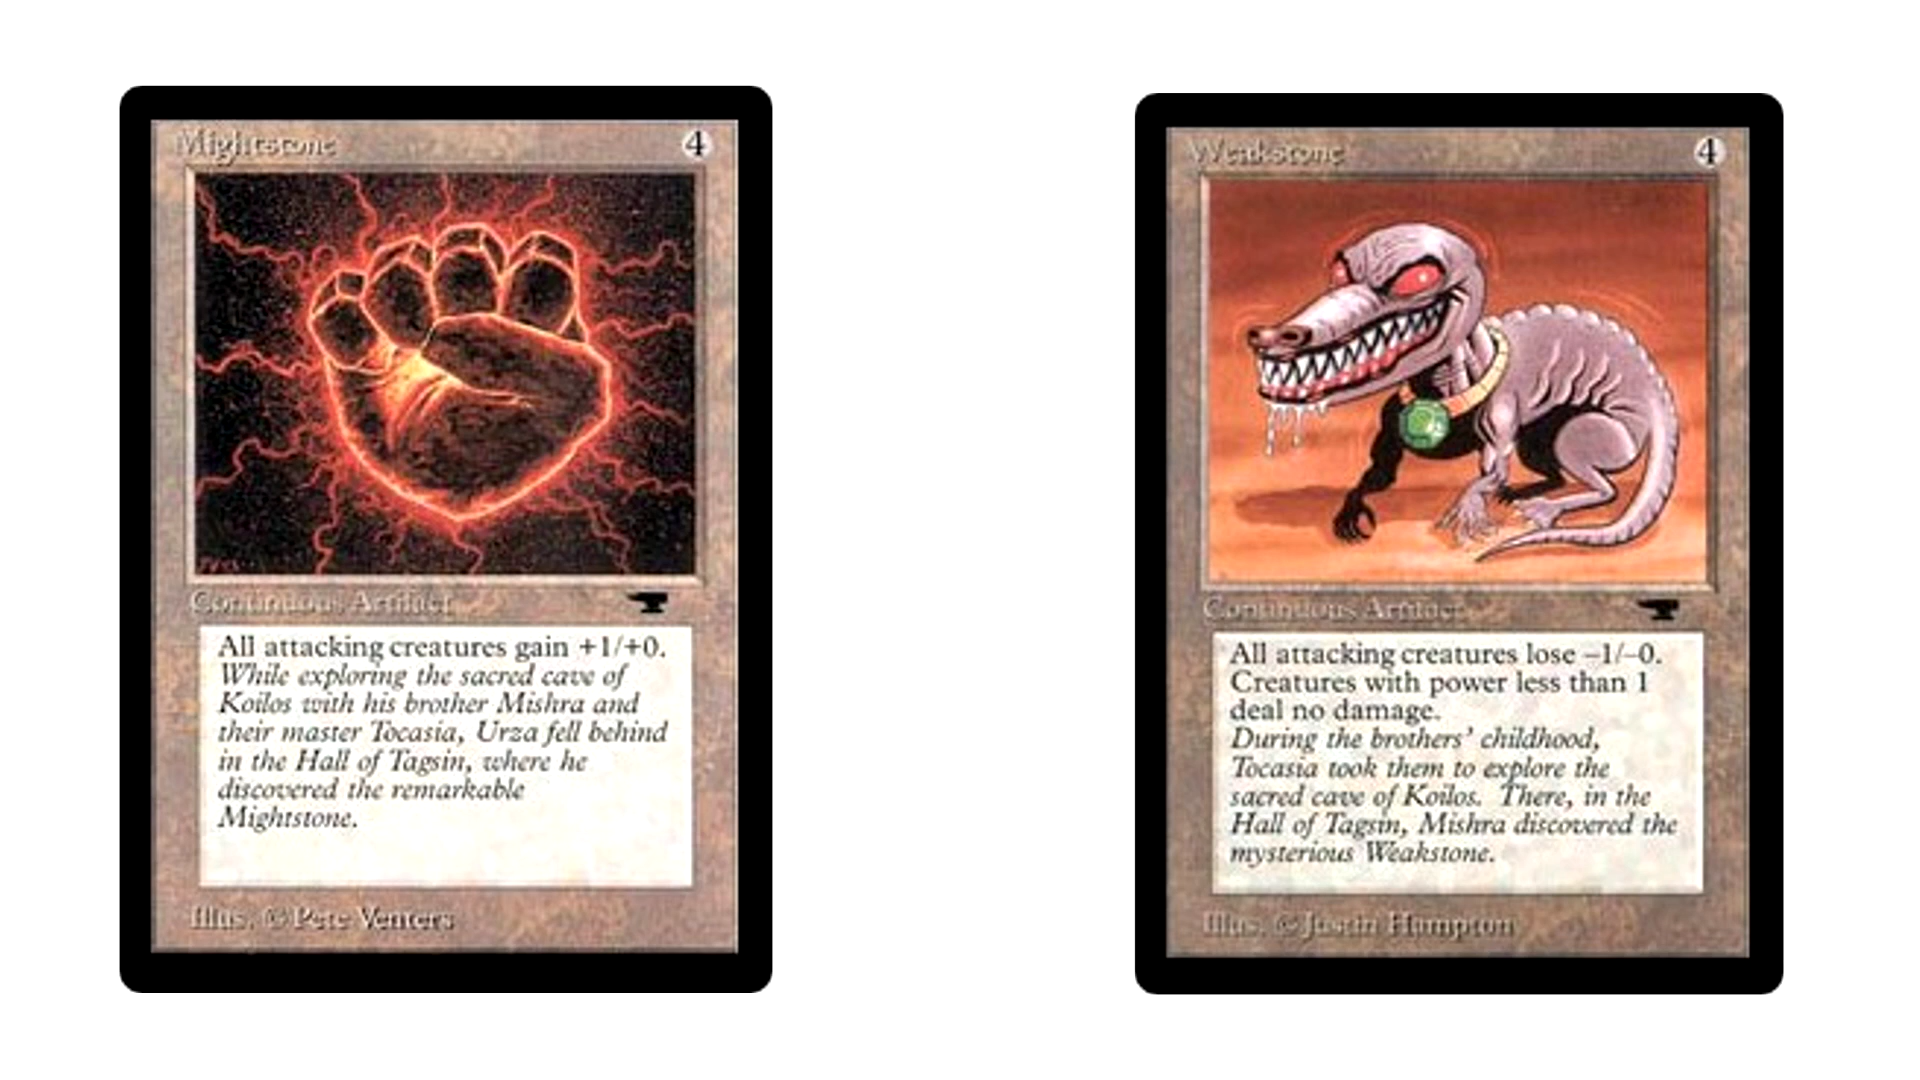 Mightstone 4
Continuous Artifact
All attacking creatures gain +1/+0.
While exploring the sacred cave of
Koilos with his brother Mishra and
their master Tocasia, Urza fell behind
in the Hall of Tagsin, where he
discovered the remarkable
Mightstone.
Illus. © Pete Venters
Weakstone 4
Continuous Artifact
All attacking creatures lose –1/–0.
Creatures with power less than 1
deal no damage.
During the brothers' childhood,
Tocasia took them to explore the
sacred cave of Koilos. There, in the
Hall of Tagsin, Mishra discovered the
mysterious Weakstone.
Illus. © Justin Hampton